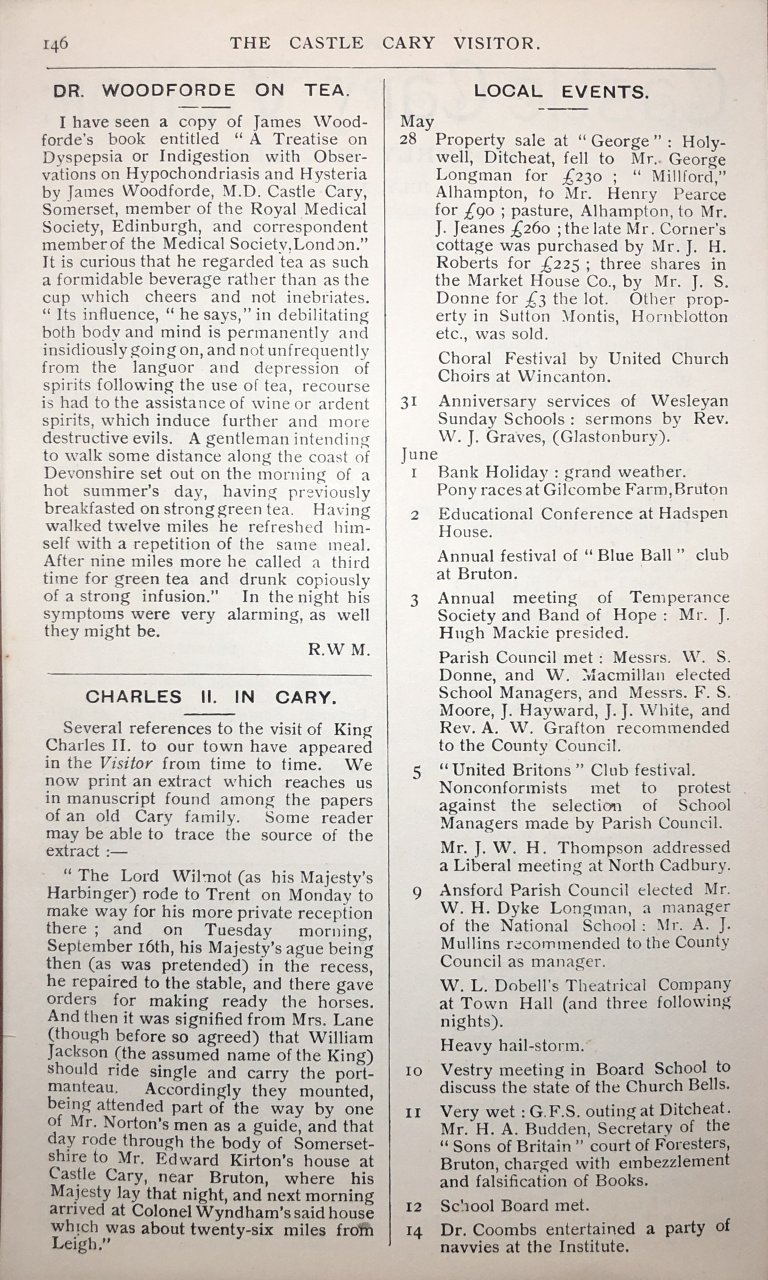 146
THE CASTLE CARY VISITOR.
DR. WOODFORDE ON TEA.
I have seen a copy of James Wood-
forde's book entitled " A Treatise on
Dyspepsia or Indigestion with Obser-
vations on Hypochondriasis and Hysteria
by James Woodforde, M.D. Castle Cary,
Somerset, member of the Royal Medical
Society, Edinburgh, and correspondent
member of the Medical Society, London."
It is curious that he regarded tea as such
a formidable beverage rather than as the
cup which cheers and not inebriates.
" Its influence, " he says," in debilitating
both body and mind is permanently and
insidiously going on, and not unfrequently
from the languor and depression of
spirits following the use of tea, recourse
is had to the assistance of wine or ardent
spirits, which induce further and more
destructive evils. A gentleman intending
to walk some distance along the coast of
Devonshire set out on the morning of a
hot summer's day, having previously
breakfasted on strong green tea. Having
walked twelve miles he refreshed him-
self with a repetition of the same meal.
After nine miles more he called a third
time for green tea and drunk copiously
of a strong infusion." In the night his
symptoms were very alarming, as well
they might be.
R.W M.
CHARLES II. IN CARY.
Several references to the visit of King
Charles II. to our town have appeared
in the Visitor from time to time. We
now print an extract which reaches us
in manuscript found among the papers
of an old Cary family. Some reader
may be able to trace the source of the
extract :—
" The Lord Wilmot (as his Majesty's
Harbinger) rode to Trent on Monday to
make way for his more private reception
there ; and on Tuesday morning,
September 16th, his Majesty's ague being
then (as was pretended) in the recess,
he repaired to the stable, and there gave
orders for making ready the horses.
And then it was signified from Mrs. Lane
(though before so agreed) that William
Jackson (the assumed name of the King)
should ride single and carry the port-
manteau. Accordingly they mounted,
being attended part of the way by one
of Mr. Norton's men as a guide, and that
day rode through the body of Somerset-
shire to Mr. Edward Kirton's house at
Castle Cary, near Bruton, where his
Majesty lay that night, and next morning
arrived at Colonel Wyndham's said house
which was about twenty-six miles from
Leigh."
LOCAL EVENTS.
May
28 Property sale at " George " : Holy-
well, Ditcheat, fell to Mr. George
Longman for £230 ; " Millford,"
Alhampton, to Mr. Henry Pearce
for £90 ; pasture, Alhampton, to Mr.
J. Jeanes £260 ; the late Mr. Corner's
cottage was purchased by Mr. J. H.
Roberts for £225 ; three shares in
the Market House Co., by Mr. J. S.
Donne for £3 the lot. Other prop-
erty in Sutton Montis, Hornblotton
etc., was sold.
Choral Festival by United Church
Choirs at Wincanton.
31 Anniversary services of Wesleyan
Sunday Schools : sermons by Rev.
W. J. Graves, (Glastonbury).
June
1 Bank Holiday : grand weather.
Pony races at Gilcombe Farm, Bruton
2 Educational Conference at Hadspen
House.
Annual festival of " Blue Ball " club
at Bruton.
3 Annual meeting of Temperance
Society and Band of Hope : Mr. J.
Hugh Mackie presided.
Parish Council met : Messrs. W. S.
Donne, and W. Macmillan elected
School Managers, and Messrs. F. S.
Moore, J. Hayward, J. J. White, and
Rev. A. W. Grafton recommended
to the County Council.
5 " United Britons " Club festival.
Nonconformists met to protest
against the selection of School
Managers made by Parish Council.
Mr. J. W. H. Thompson addressed
a Liberal meeting at North Cadbury.
9 Ansford Parish Council elected Mr.
W. H. Dyke Longman, a manager
of the National School : Mr. A. J.
Mullins recommended to the County
Council as manager.
W. L. Dobell's Theatrical Company
at Town Hall (and three following
nights).
Heavy hail-storm.
10 Vestry meeting in Board School to
discuss the state of the Church Bells.
11 Very wet : G.F.S. outing at Ditcheat.
Mr. H. A. Budden, Secretary of the
" Sons of Britain " court of Foresters,
Bruton, charged with embezzlement
and falsification of Books.
12 School Board met.
14 Dr. Coombs entertained a party of
navvies at the Institute.